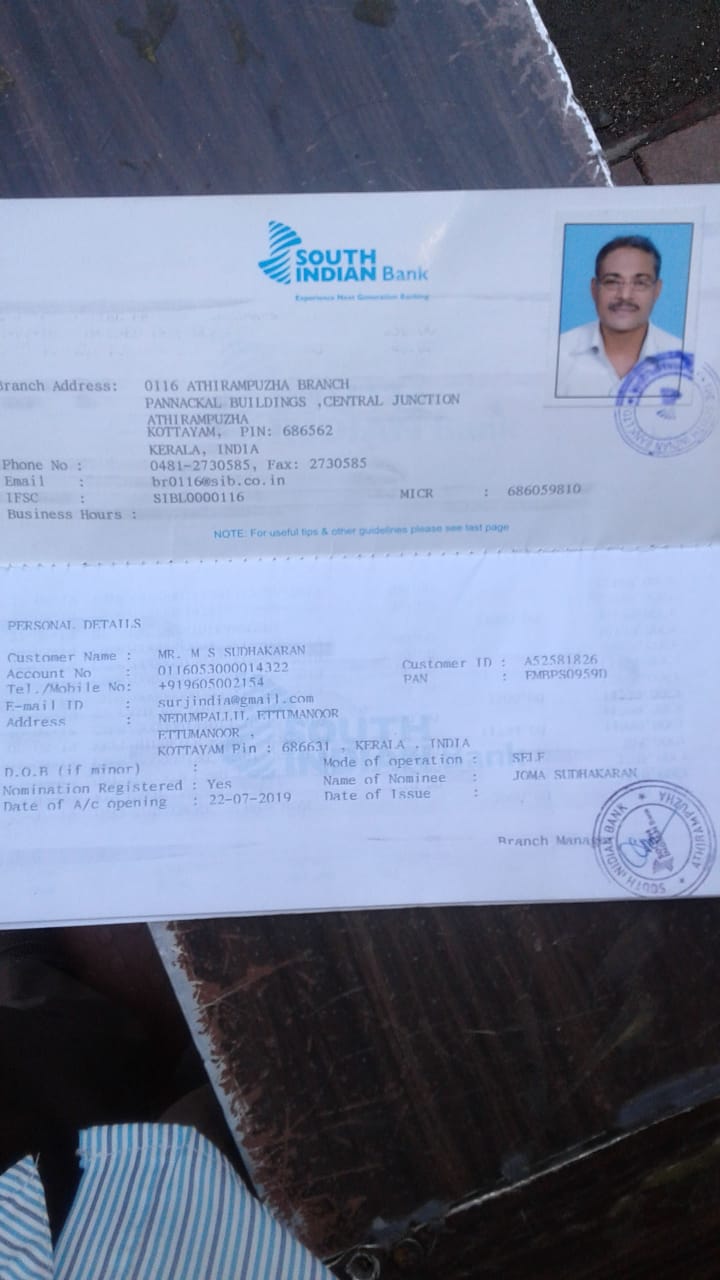 SOUTH
INDIAN Bank
Experience Next Generation Banking
Branch Address: 0116 ATHIRAMPUZHA BRANCH
PANNACKAL BUILDINGS ,CENTRAL JUNCTION
ATHIRAMPUZHA
KOTTAYAM, PIN: 686562
KERALA, INDIA
Phone No : 0481-2730585, Fax: 2730585
Email : br0116@sib.co.in
IFSC : SIBL0000116 MICR : 686059810
Business Hours :
NOTE: For useful tips & other guidelines please see last page
PERSONAL DETAILS
Customer Name : MR. M S SUDHAKARAN
Account No : 0116053000014322 Customer ID : A52581826
Tel./Mobile No: +919605002154 PAN : FMBPS0959D
E-mail ID : surjindia@gmail.com
Address : NEDUMPALLIL ETTUMANOOR
ETTUMANOOR ,
KOTTAYAM Pin : 686631 , KERALA , INDIA
D.O.B (if minor) : Mode of operation : SELF
Nomination Registered : Yes Name of Nominee : JOMA SUDHAKARAN
Date of A/c opening : 22-07-2019 Date of Issue :
Branch Manag
SOUTH INDIAN BANK ★ ATHIRAMPUZHA ★